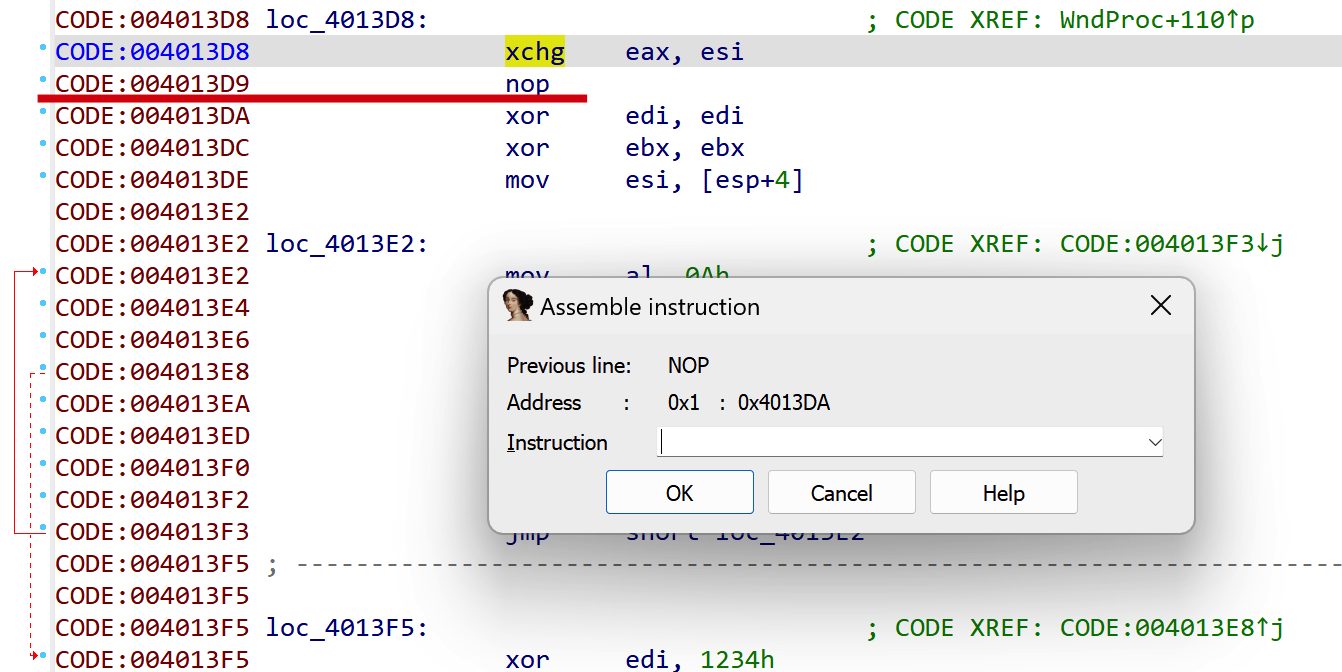 CODE:004013D8 loc_4013D8: ; CODE XREF: WndProc+110↑p
CODE:004013D8 xchg eax, esi
CODE:004013D9 nop
CODE:004013DA xor edi, edi
CODE:004013DC xor ebx, ebx
CODE:004013DE mov esi, [esp+4]
CODE:004013E2
CODE:004013E2 loc_4013E2: ; CODE XREF: CODE:004013F3↓j
CODE:004013E2 mov al, 0Ah
CODE:004013E4
CODE:004013E6
CODE:004013E8
CODE:004013EA
CODE:004013ED
CODE:004013F0
CODE:004013F2
CODE:004013F3 jmp short loc_4013E2
CODE:004013F5 ; ---------------------------------------------------------------------------
CODE:004013F5
CODE:004013F5 loc_4013F5: ; CODE XREF: CODE:004013E8↑j
CODE:004013F5 xor edi, 1234h
Assemble instruction
Previous line: NOP
Address : 0x1 : 0x4013DA
Instruction
OK Cancel Help